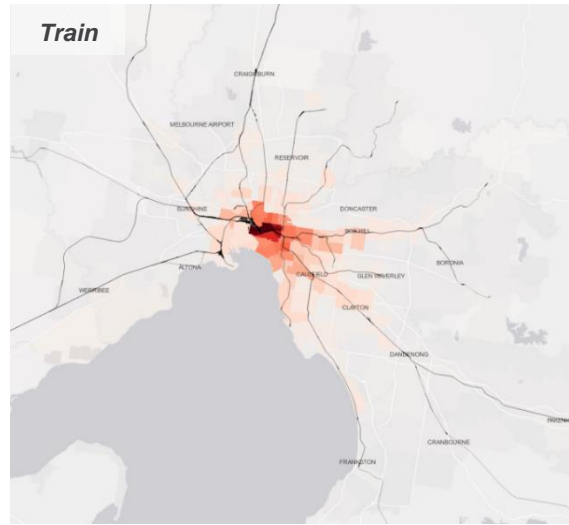 Train
CRAIGIEBURN
MELBOURNE AIRPORT
RESERVOIR
SUNSHINE
DONCASTER
BOX HILL
ALTONA
CAULFIELD
GLEN WAVERLEY
BORONIA
WERRIBEE
CLAYTON
DANDENONG
CRANBOURNE
FRANKSTON